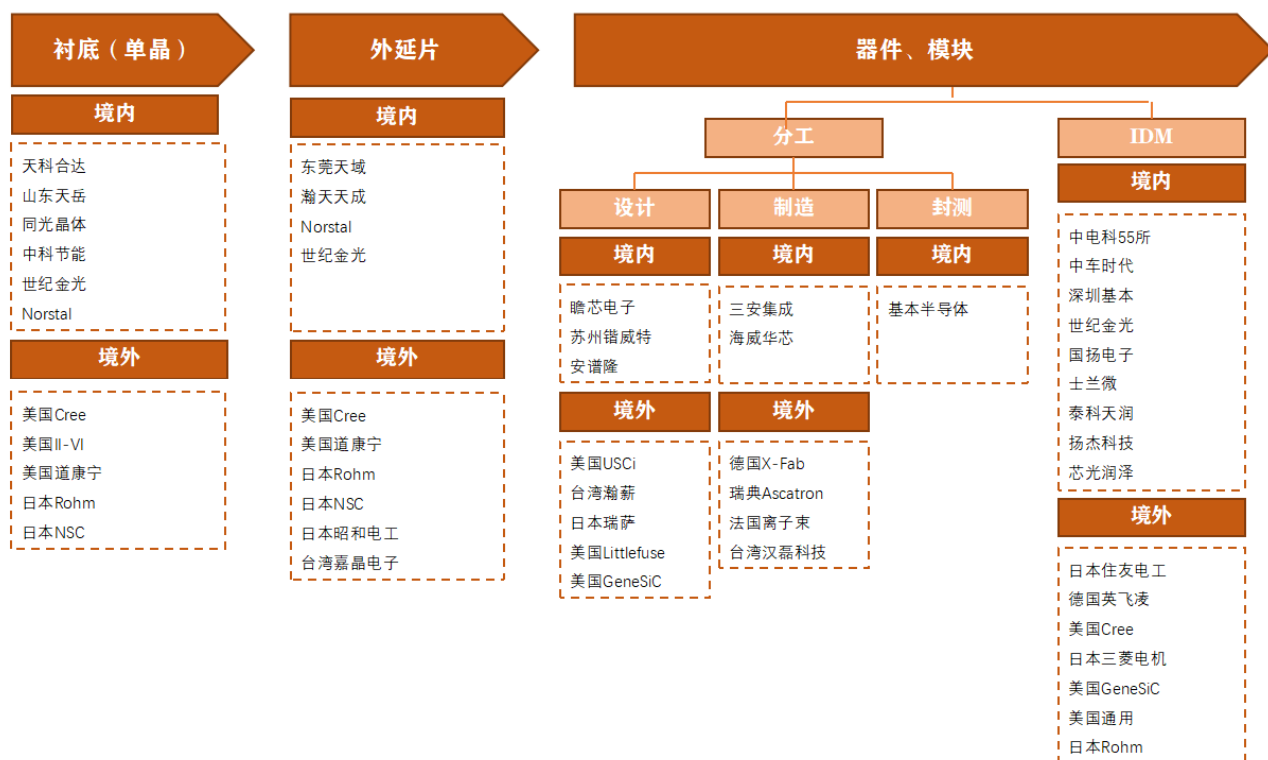 衬底（单晶）
境内
天科合达
山东天岳
同光晶体
中科节能
世纪金光
Norstal
境外
美国Cree
美国II-VI
美国道康宁
日本Rohm
日本NSC
外延片
境内
东莞天域
瀚天天成
Norstal
世纪金光
境外
美国Cree
美国道康宁
日本Rohm
日本NSC
日本昭和电工
台湾嘉晶电子
器件、模块
分工
设计
境内
瞻芯电子
苏州锴威特
安谱隆
境外
美国USCi
台湾瀚薪
日本瑞萨
美国Littlefuse
美国GeneSiC
制造
境内
三安集成
海威华芯
境外
德国X-Fab
瑞典Ascatron
法国离子束
台湾汉磊科技
封测
境内
基本半导体
IDM
境内
中电科55所
中车时代
深圳基本
世纪金光
国扬电子
士兰微
泰科天润
扬杰科技
芯光润泽
境外
日本住友电工
德国英飞凌
美国Cree
日本三菱电机
美国GeneSiC
美国通用
日本Rohm